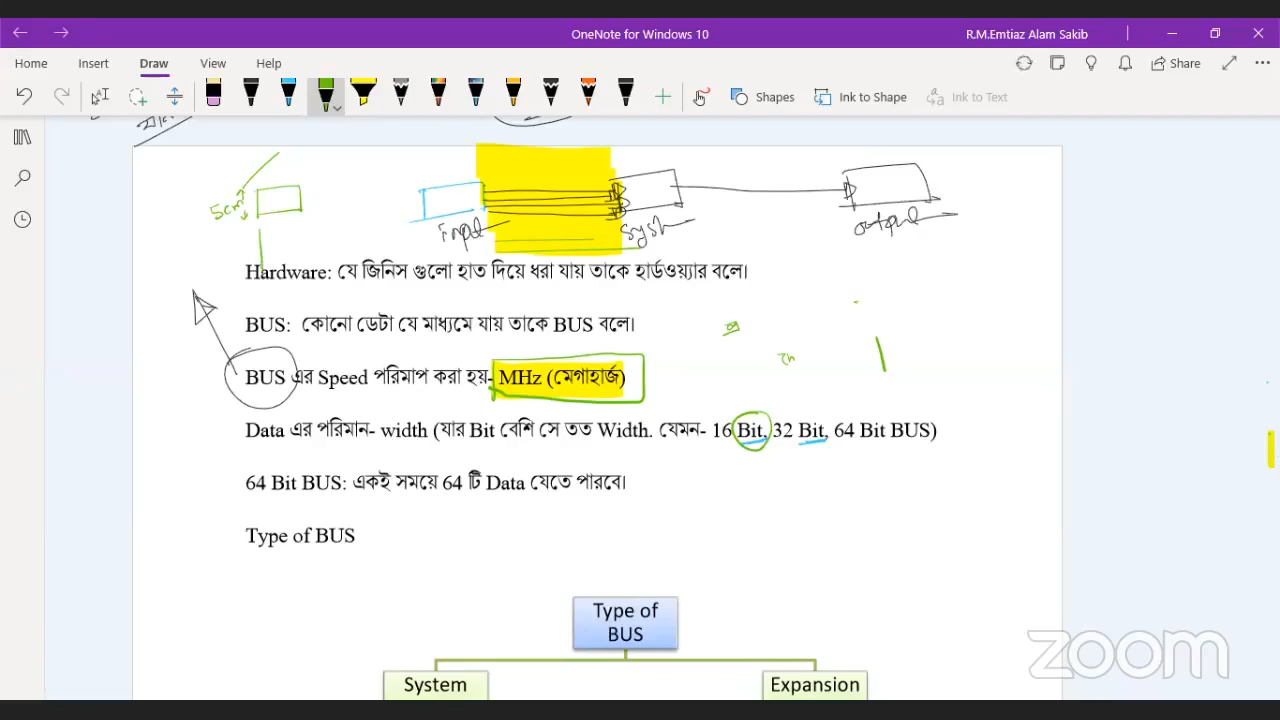 OneNote for Windows 10
R.M.Emtiaz Alam Sakib
Home Insert Draw View Help
Share
Shapes Ink to Shape Ink to Text
5cm
Input
System
output
Hardware: যে জিনিস গুলো হাত দিয়ে ধরা যায় তাকে হার্ডওয়্যার বলে।
BUS: কোনো ডেটা যে মাধ্যমে যায় তাকে BUS বলে।
BUS এর Speed পরিমাপ করা হয়- MHz (মেগাহার্জ)
Data এর পরিমান- width (যার Bit বেশি সে তত Width. যেমন- 16 Bit, 32 Bit, 64 Bit BUS)
64 Bit BUS: একই সময়ে 64 টি Data যেতে পারবে।
Type of BUS
Type of
BUS
System
Expansion
zoom